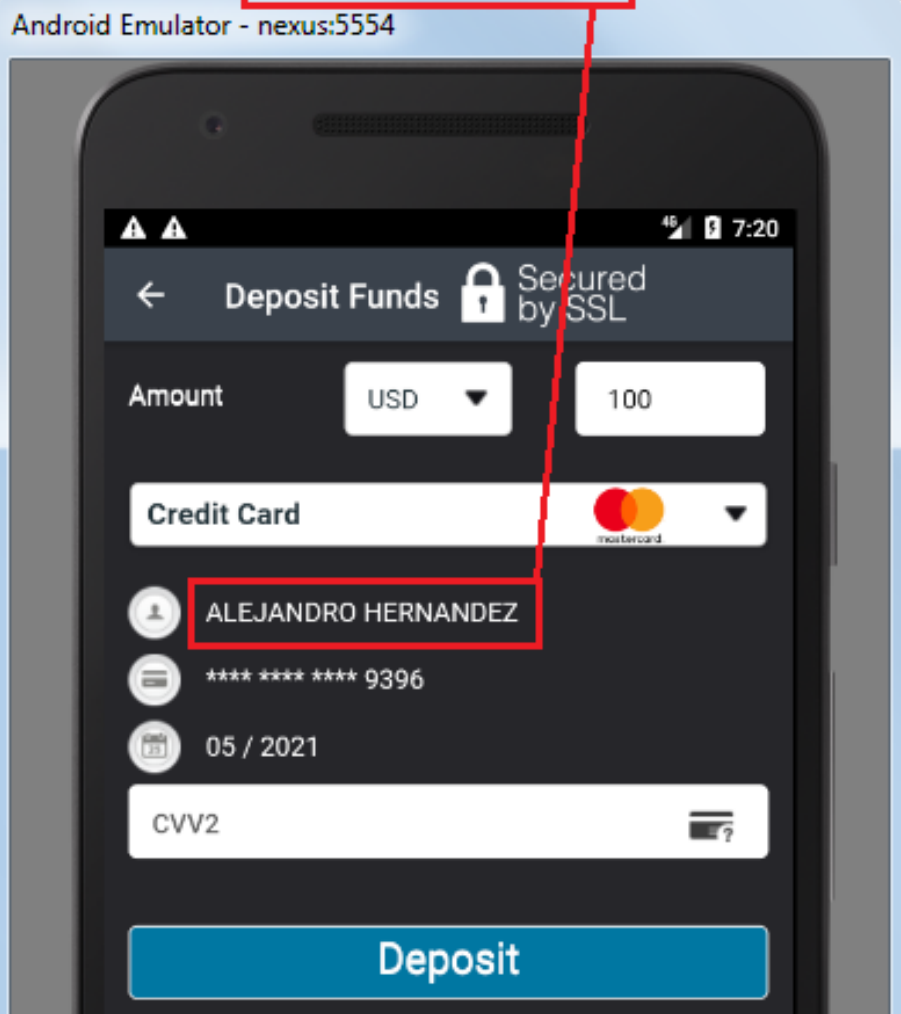 Android Emulator - nexus:5554
4G 7:20
Deposit Funds
Secured
by SSL
Amount
USD
100
Credit Card
mastercard.
ALEJANDRO HERNANDEZ
**** **** **** 9396
05 / 2021
CVV2
Deposit